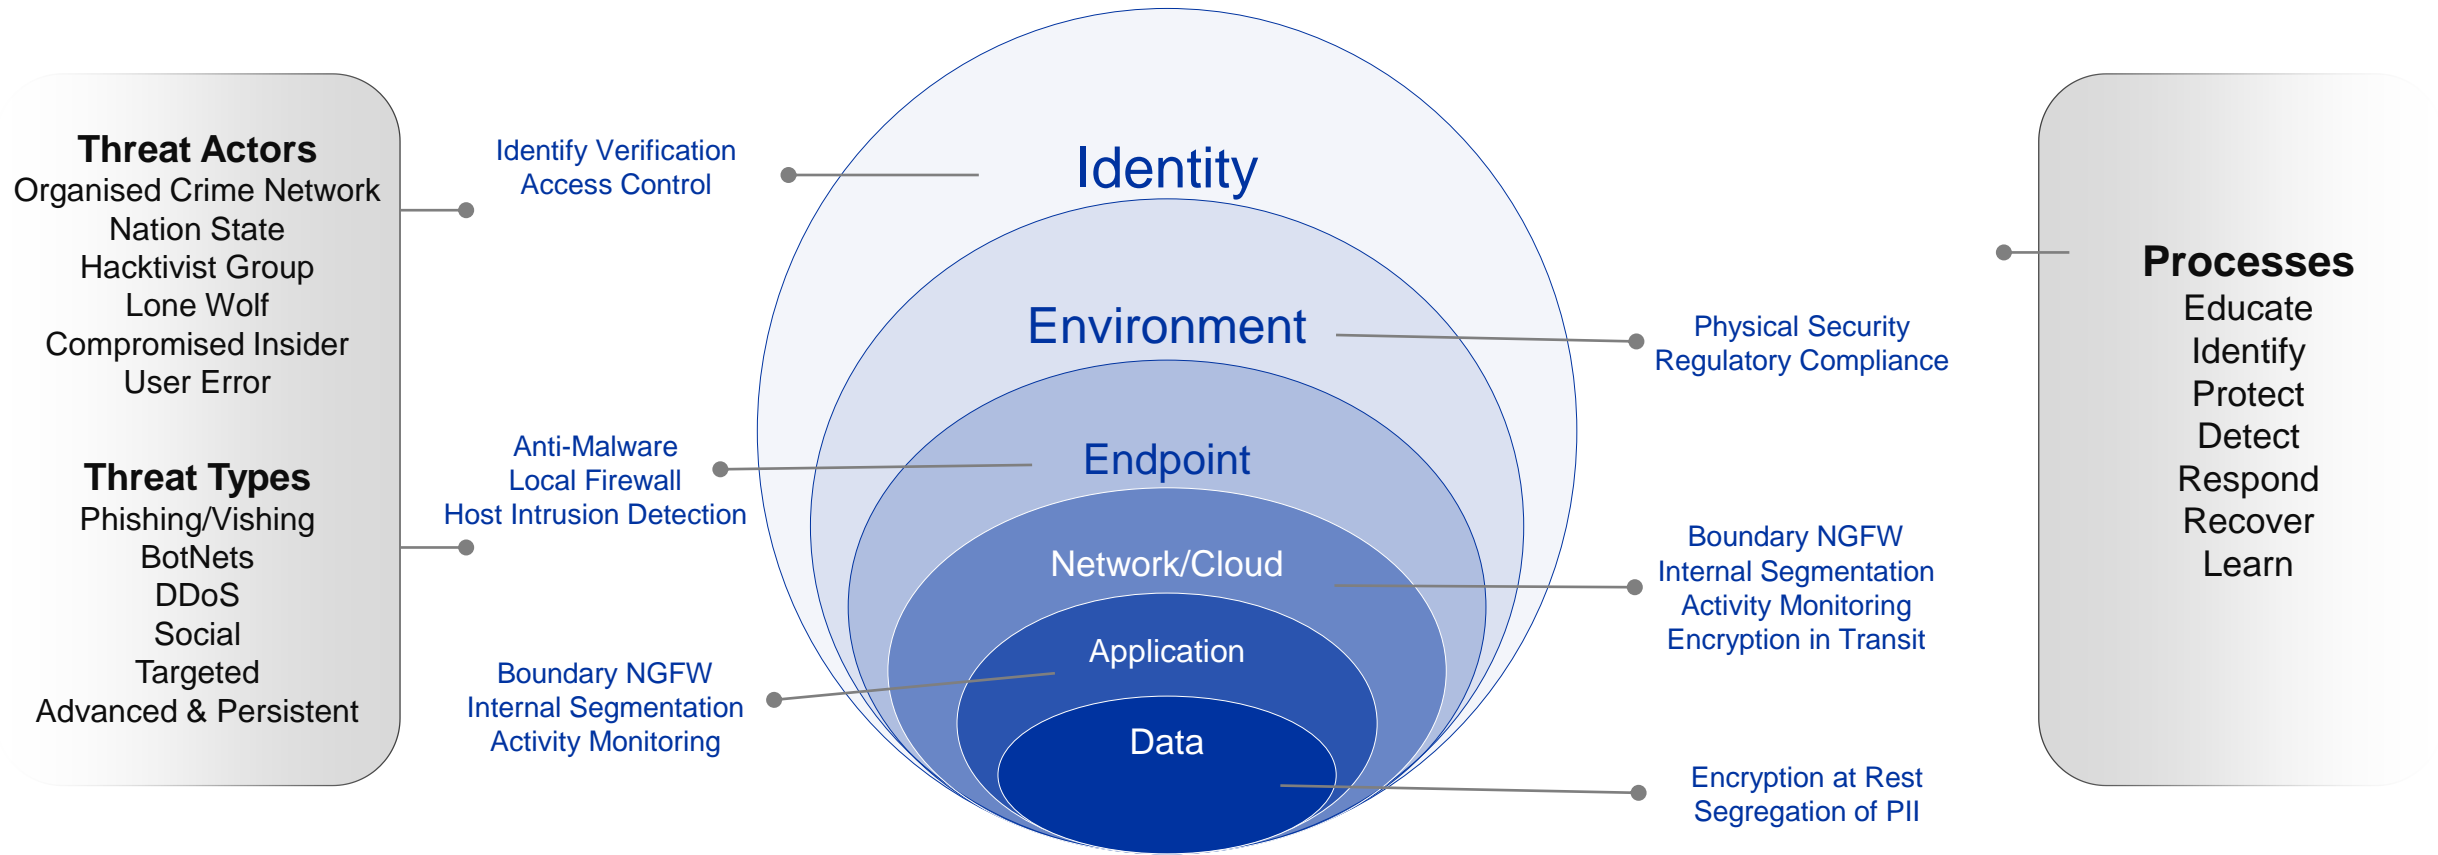 Threat Actors
Organised Crime Network
Nation State
Hacktivist Group
Lone Wolf
Compromised Insider
User Error
Threat Types
Phishing/Vishing
BotNets
DDoS
Social
Targeted
Advanced & Persistent
Identify Verification
Access Control
Anti-Malware
Local Firewall
Host Intrusion Detection
Boundary NGFW
Internal Segmentation
Activity Monitoring
Identity
Environment
Endpoint
Network/Cloud
Application
Data
Physical Security
Regulatory Compliance
Boundary NGFW
Internal Segmentation
Activity Monitoring
Encryption in Transit
Encryption at Rest
Segregation of PII
Processes
Educate
Identify
Protect
Detect
Respond
Recover
Learn